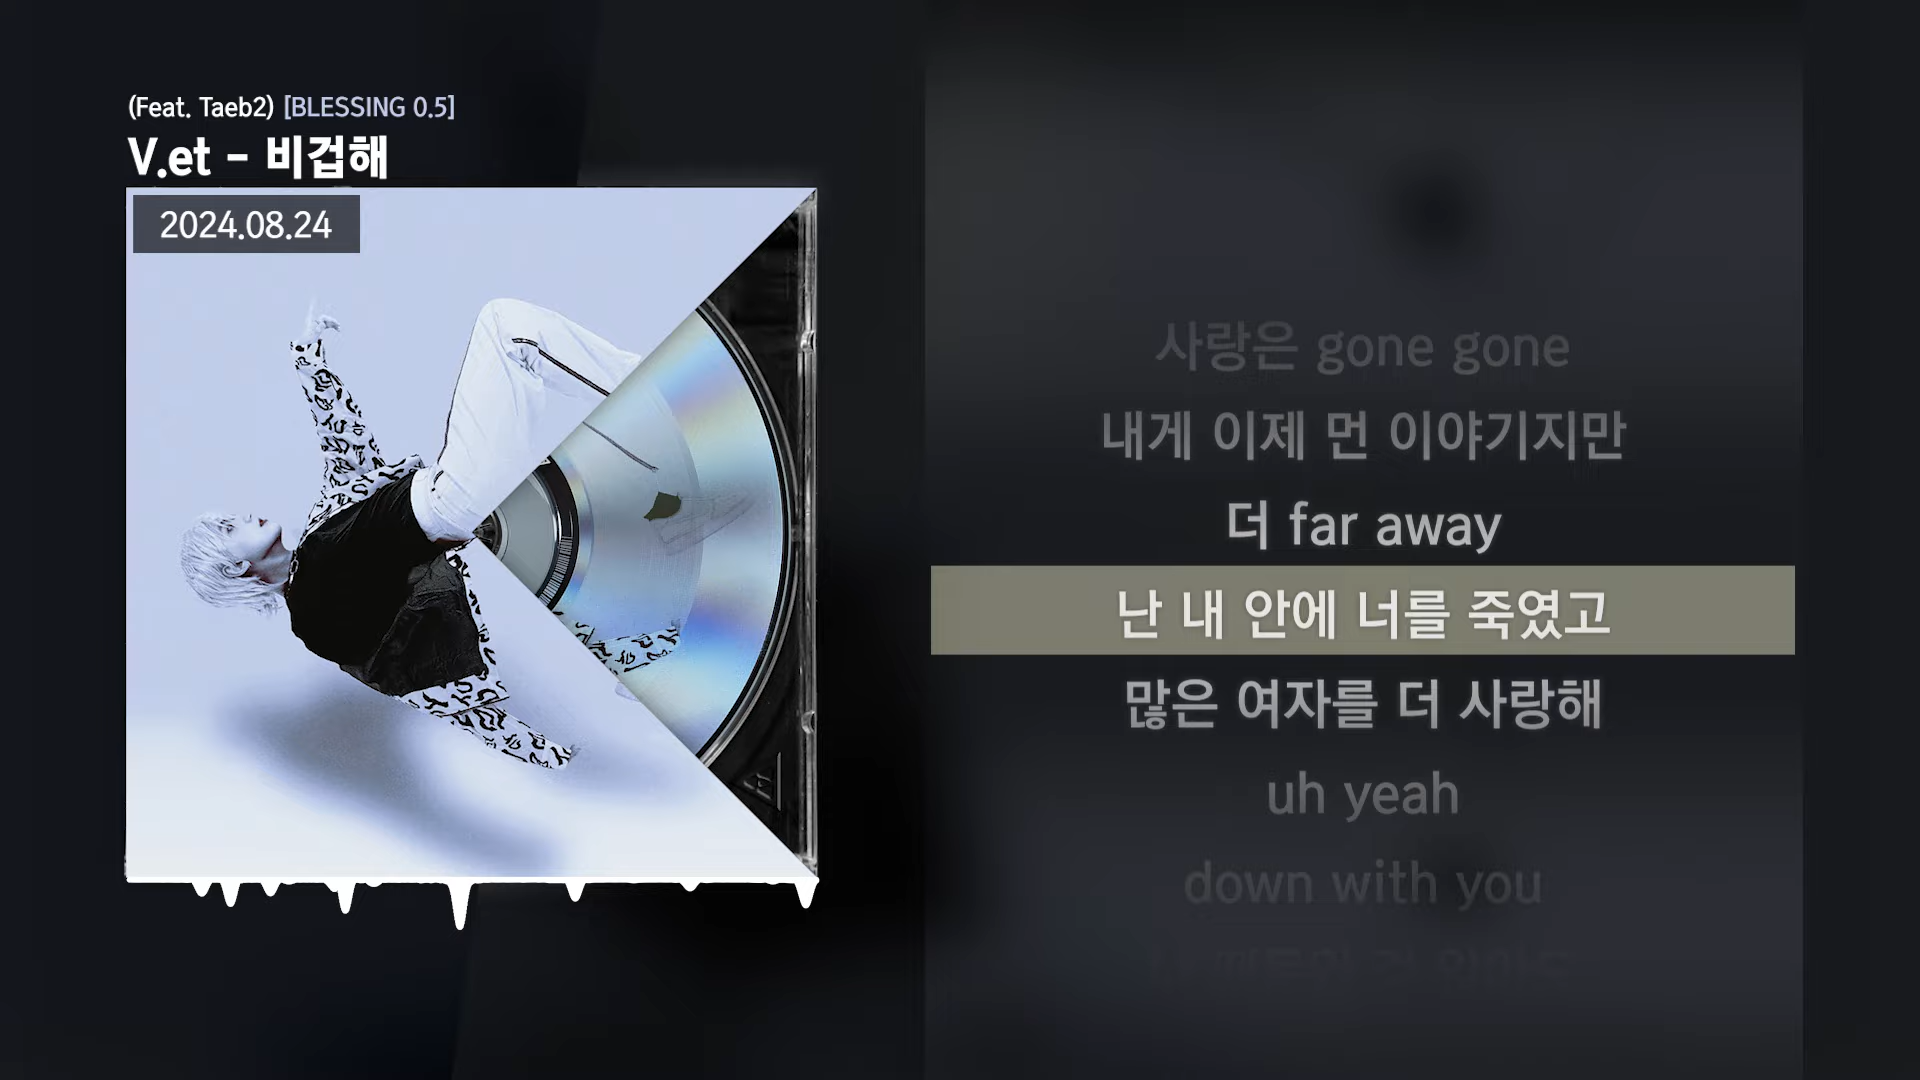 (Feat. Taeb2) [BLESSING 0.5]
V.et - 비겁해
2024.08.24
사랑은 gone gone
내게 이제 먼 이야기지만
더 far away
난 내 안에 너를 죽였고
많은 여자를 더 사랑해
uh yeah
down with you